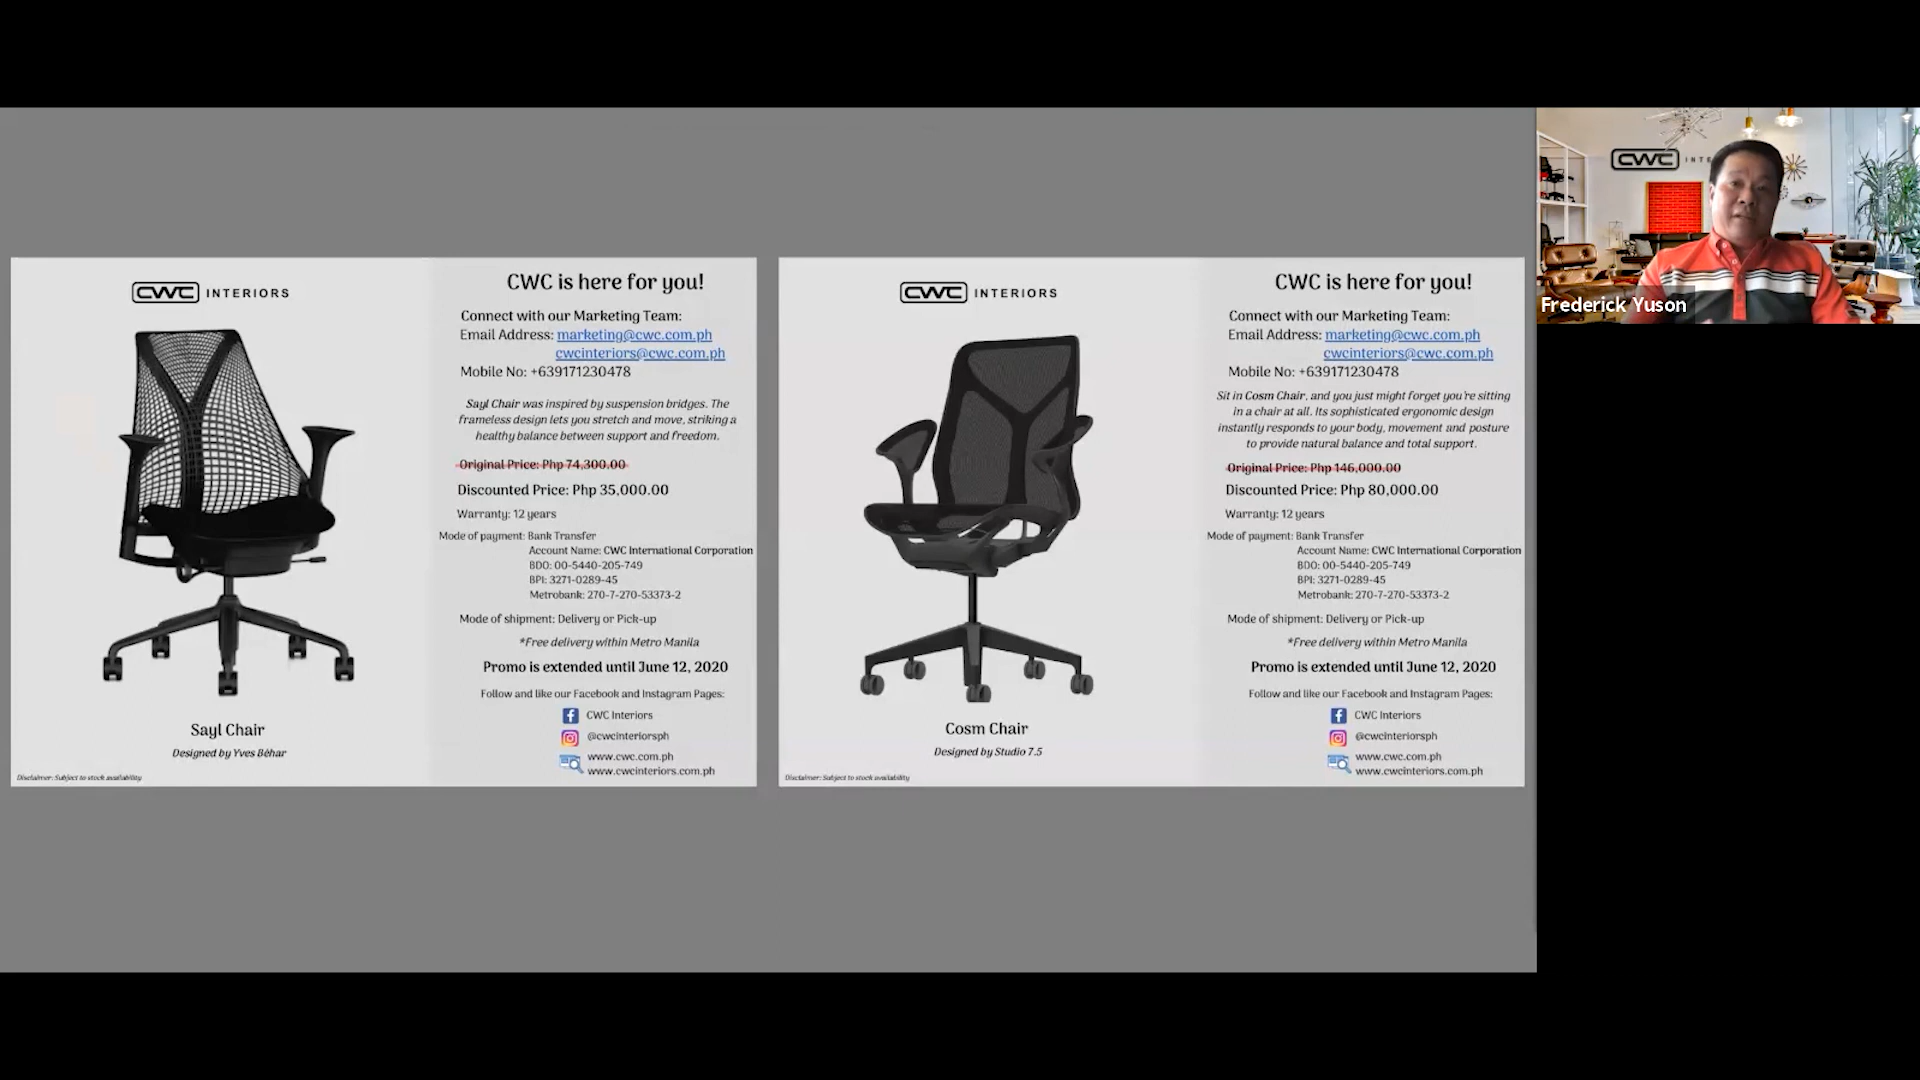 CWC INTERIORS
CWC is here for you!
Connect with our Marketing Team:
Email Address: marketing@cwc.com.ph
cwcinteriors@cwc.com.ph
Mobile No: +639171230478
Sayl Chair was inspired by suspension bridges. The
frameless design lets you stretch and move, striking a
healthy balance between support and freedom.
Original Price: Php 74,300.00
Discounted Price: Php 35,000.00
Warranty: 12 years
Mode of payment: Bank Transfer
Account Name: CWC International Corporation
BDO: 00-5440-205-749
BPI: 3271-0289-45
Metrobank: 270-7-270-53373-2
Mode of shipment: Delivery or Pick-up
*Free delivery within Metro Manila
Promo is extended until June 12, 2020
Follow and like our Facebook and Instagram Pages:
CWC Interiors
@cwcinteriorsph
www.cwc.com.ph
www.cwcinteriors.com.ph
Sayl Chair
Designed by Yves Béhar
Disclaimer: Subject to stock availability
CWC INTERIORS
CWC is here for you!
Connect with our Marketing Team:
Email Address: marketing@cwc.com.ph
cwcinteriors@cwc.com.ph
Mobile No: +639171230478
Sit in Cosm Chair, and you just might forget you're sitting
in a chair at all. Its sophisticated ergonomic design
instantly responds to your body, movement and posture
to provide natural balance and total support.
Original Price: Php 146,000.00
Discounted Price: Php 80,000.00
Warranty: 12 years
Mode of payment: Bank Transfer
Account Name: CWC International Corporation
BDO: 00-5440-205-749
BPI: 3271-0289-45
Metrobank: 270-7-270-53373-2
Mode of shipment: Delivery or Pick-up
*Free delivery within Metro Manila
Promo is extended until June 12, 2020
Follow and like our Facebook and Instagram Pages:
CWC Interiors
@cwcinteriorsph
www.cwc.com.ph
www.cwcinteriors.com.ph
Cosm Chair
Designed by Studio 7.5
Disclaimer: Subject to stock availability
CWC INTE
Frederick Yuson